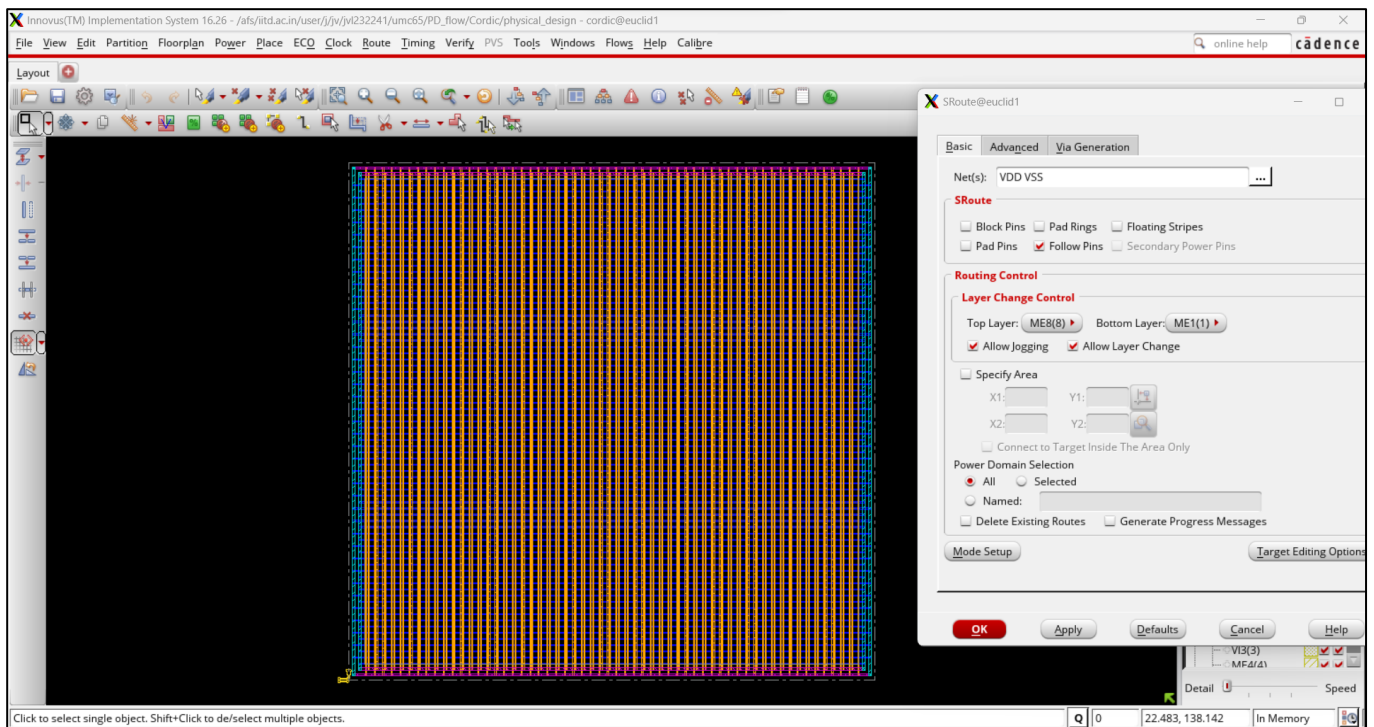 Innovus(TM) Implementation System 16.26 - /afs/iitd.ac.in/user/j/jv/jvl232241/umc65/PD_flow/Cordic/physical_design - cordic@euclid1
File View Edit Partition Floorplan Power Place ECO Clock Route Timing Verify PVS Tools Windows Flows Help Calibre
online help
cādence
Layout
SRoute@euclid1
Basic Advanced Via Generation
Net(s): VDD VSS ...
SRoute
Block Pins Pad Rings Floating Stripes
Pad Pins Follow Pins Secondary Power Pins
Routing Control
Layer Change Control
Top Layer: ME8(8) Bottom Layer: ME1(1)
Allow Jogging Allow Layer Change
Specify Area
X1: Y1:
X2: Y2:
Connect to Target Inside The Area Only
Power Domain Selection
All Selected
Named:
Delete Existing Routes Generate Progress Messages
Mode Setup Target Editing Options
OK Apply Defaults Cancel Help
VI3(3)
ME4(4)
Detail Speed
Click to select single object. Shift+Click to de/select multiple objects.
Q 0 22.483, 138.142 In Memory